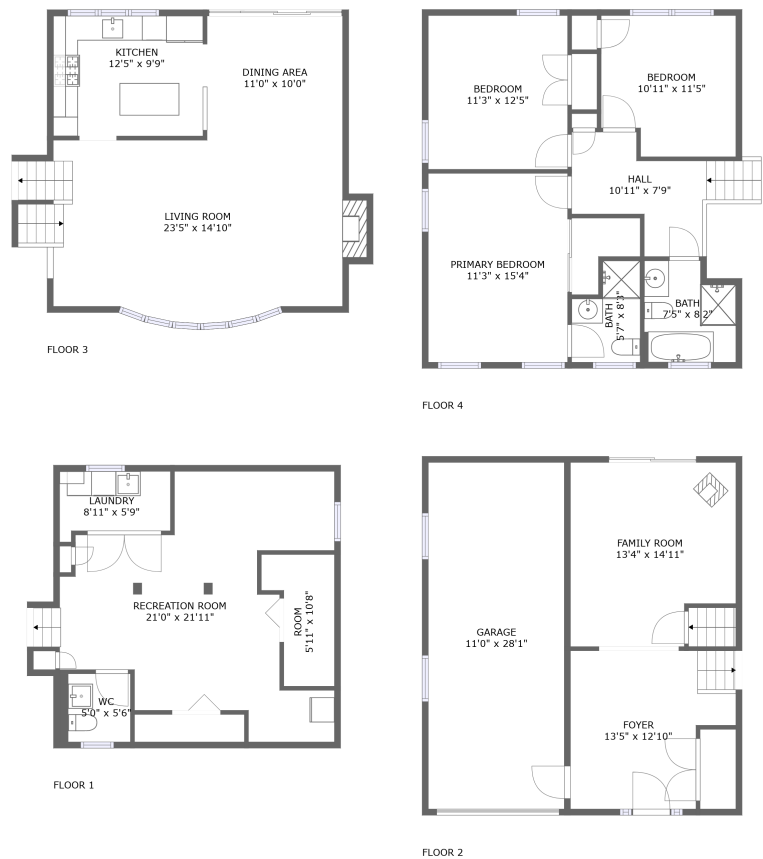 KITCHEN
12'5" x 9'9"
DINING AREA
11'0" x 10'0"
LIVING ROOM
23'5" x 14'10"
FLOOR 3
BEDROOM
11'3" x 12'5"
BEDROOM
10'11" x 11'5"
HALL
10'11" x 7'9"
PRIMARY BEDROOM
11'3" x 15'4"
BATH
5'7" x 8'3"
BATH
7'5" x 8'2"
FLOOR 4
LAUNDRY
8'11" x 5'9"
RECREATION ROOM
21'0" x 21'11"
ROOM
5'11" x 10'8"
WC
5'0" x 5'6"
FLOOR 1
FAMILY ROOM
13'4" x 14'11"
GARAGE
11'0" x 28'1"
FOYER
13'5" x 12'10"
FLOOR 2